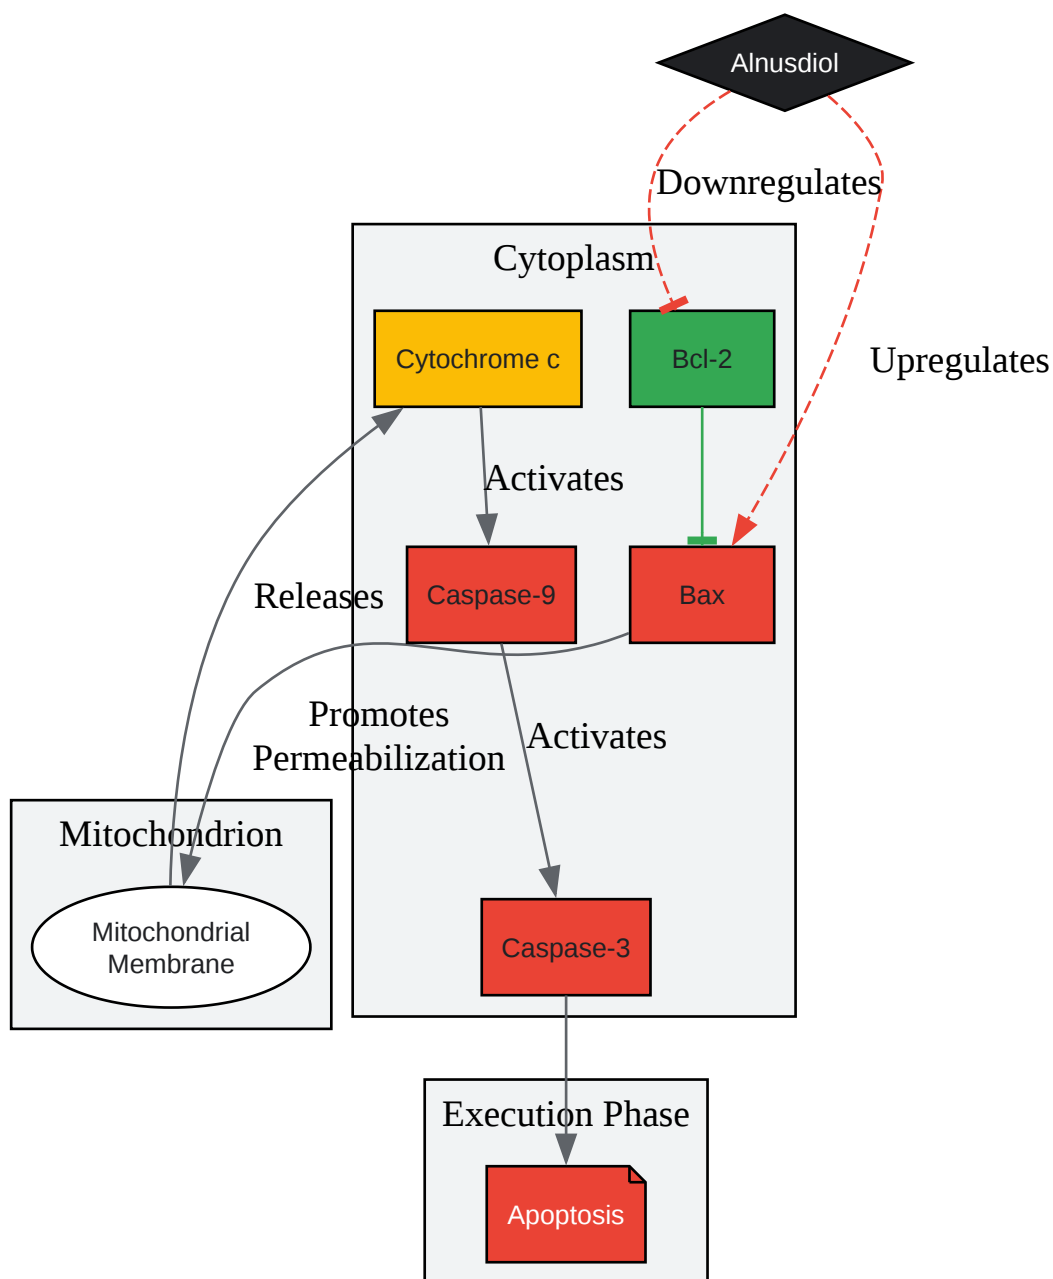 Alnusdiol
Downregulates
Cytoplasm
Cytochrome c
Bcl-2
Upregulates
Activates
Releases
Caspase-9
Bax
Promotes
Permeabilization
Activates
Mitochondrion
Mitochondrial
Membrane
Caspase-3
Execution Phase
Apoptosis